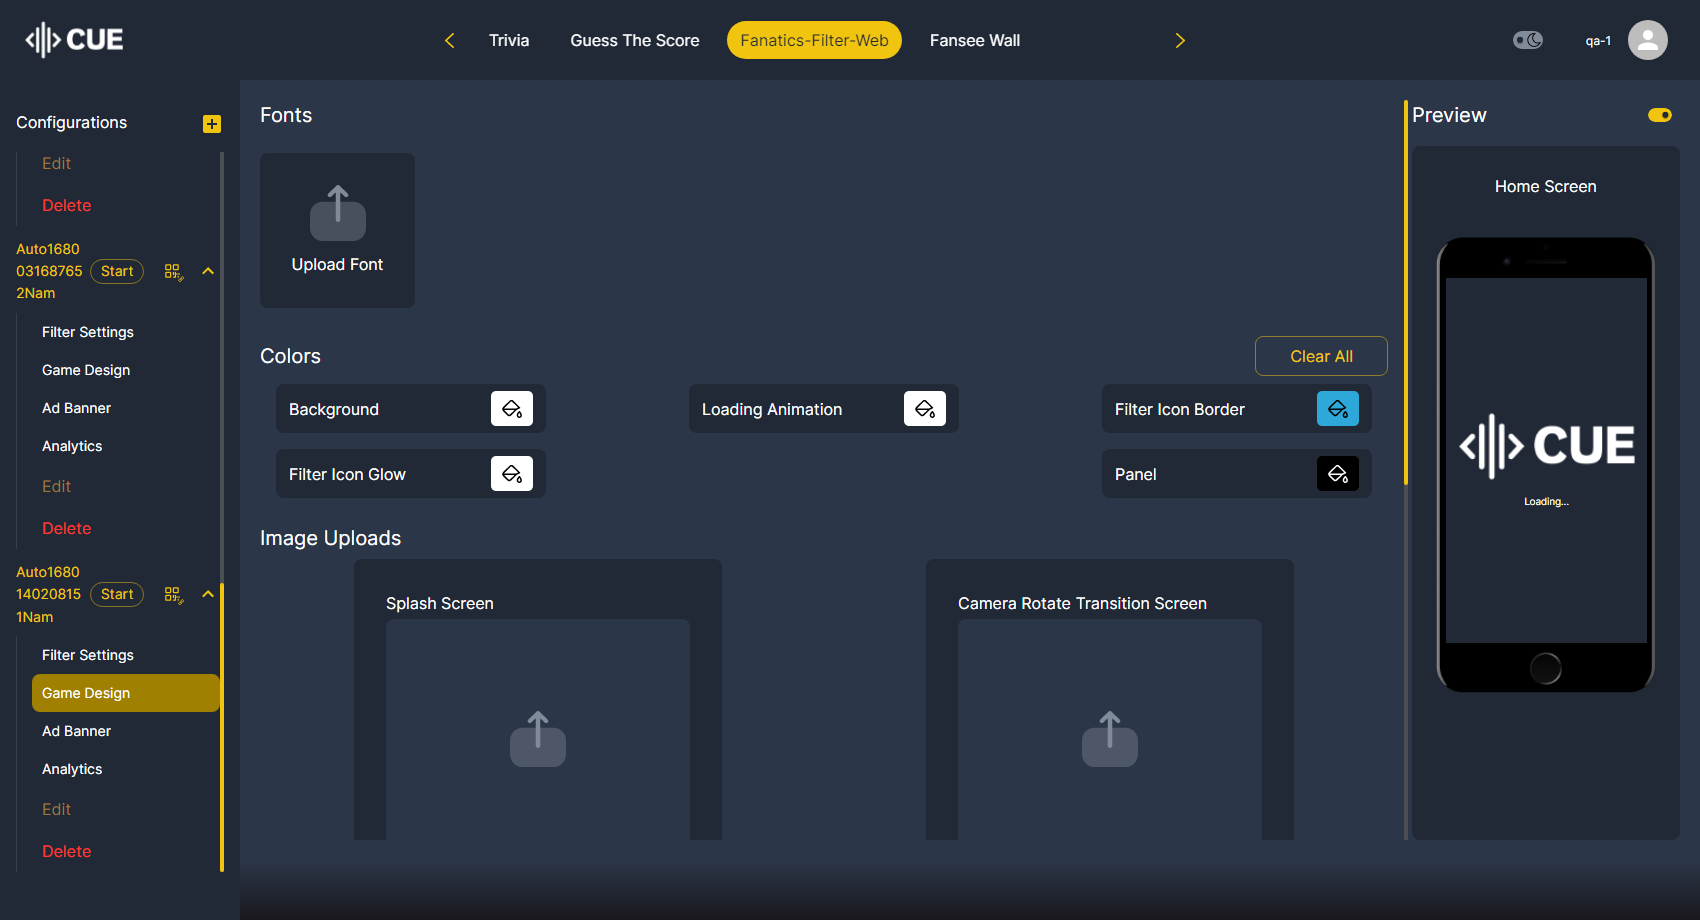 CUE
Trivia
Guess The Score
Fanatics-Filter-Web
Fansee Wall
qa-1
Configurations
Edit
Delete
Auto1680
03168765
2Nam
Start
Filter Settings
Game Design
Ad Banner
Analytics
Edit
Delete
Auto1680
14020815
1Nam
Start
Filter Settings
Game Design
Ad Banner
Analytics
Edit
Delete
Fonts
Upload Font
Colors
Clear All
Background
Loading Animation
Filter Icon Border
Filter Icon Glow
Panel
Image Uploads
Splash Screen
Camera Rotate Transition Screen
Preview
Home Screen
CUE
Loading...